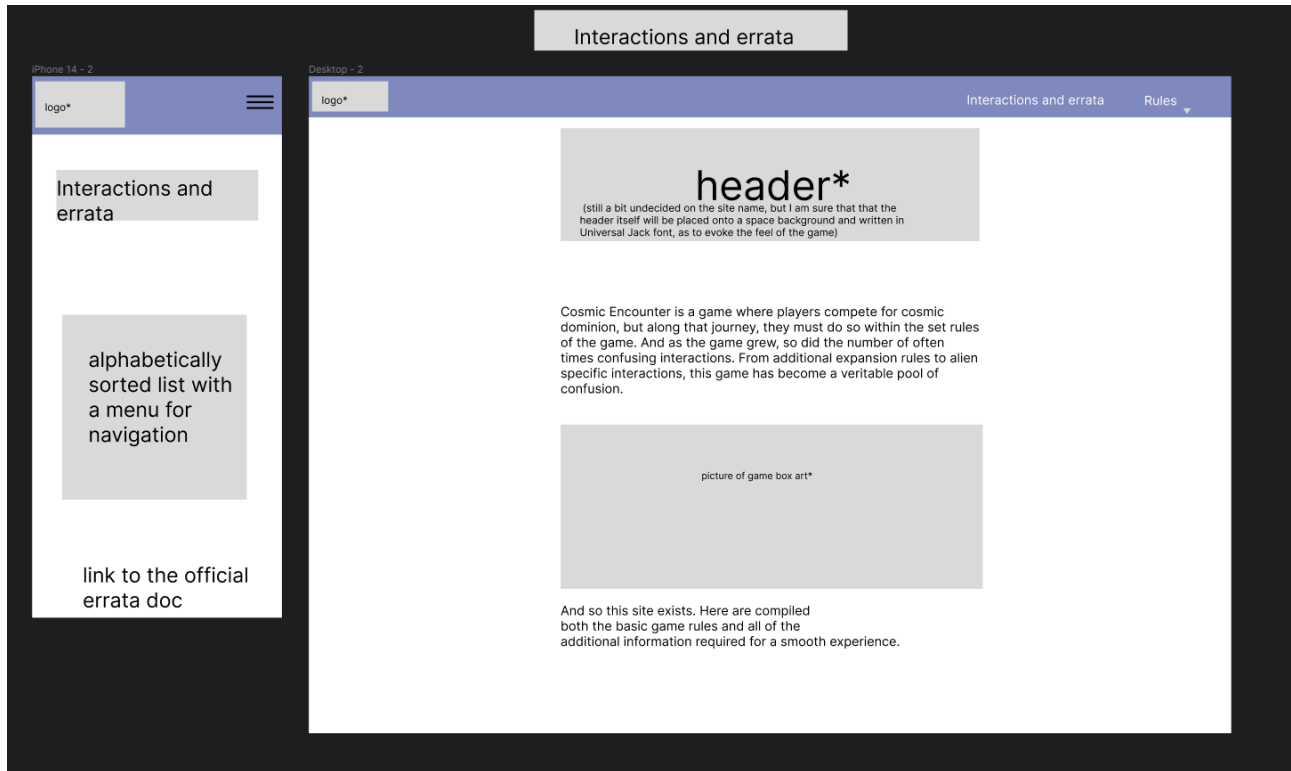 Interactions and errata
iPhone 14 - 2
logo*
Interactions and
errata
alphabetically
sorted list with
a menu for
navigation
link to the official
errata doc
Desktop - 2
logo*
Interactions and errata
Rules
header*
(still a bit undecided on the site name, but I am sure that that the
header itself will be placed onto a space background and written in
Universal Jack font, as to evoke the feel of the game)
Cosmic Encounter is a game where players compete for cosmic
dominion, but along that journey, they must do so within the set rules
of the game. And as the game grew, so did the number of often
times confusing interactions. From additional expansion rules to alien
specific interactions, this game has become a veritable pool of
confusion.
picture of game box art*
And so this site exists. Here are compiled
both the basic game rules and all of the
additional information required for a smooth experience.